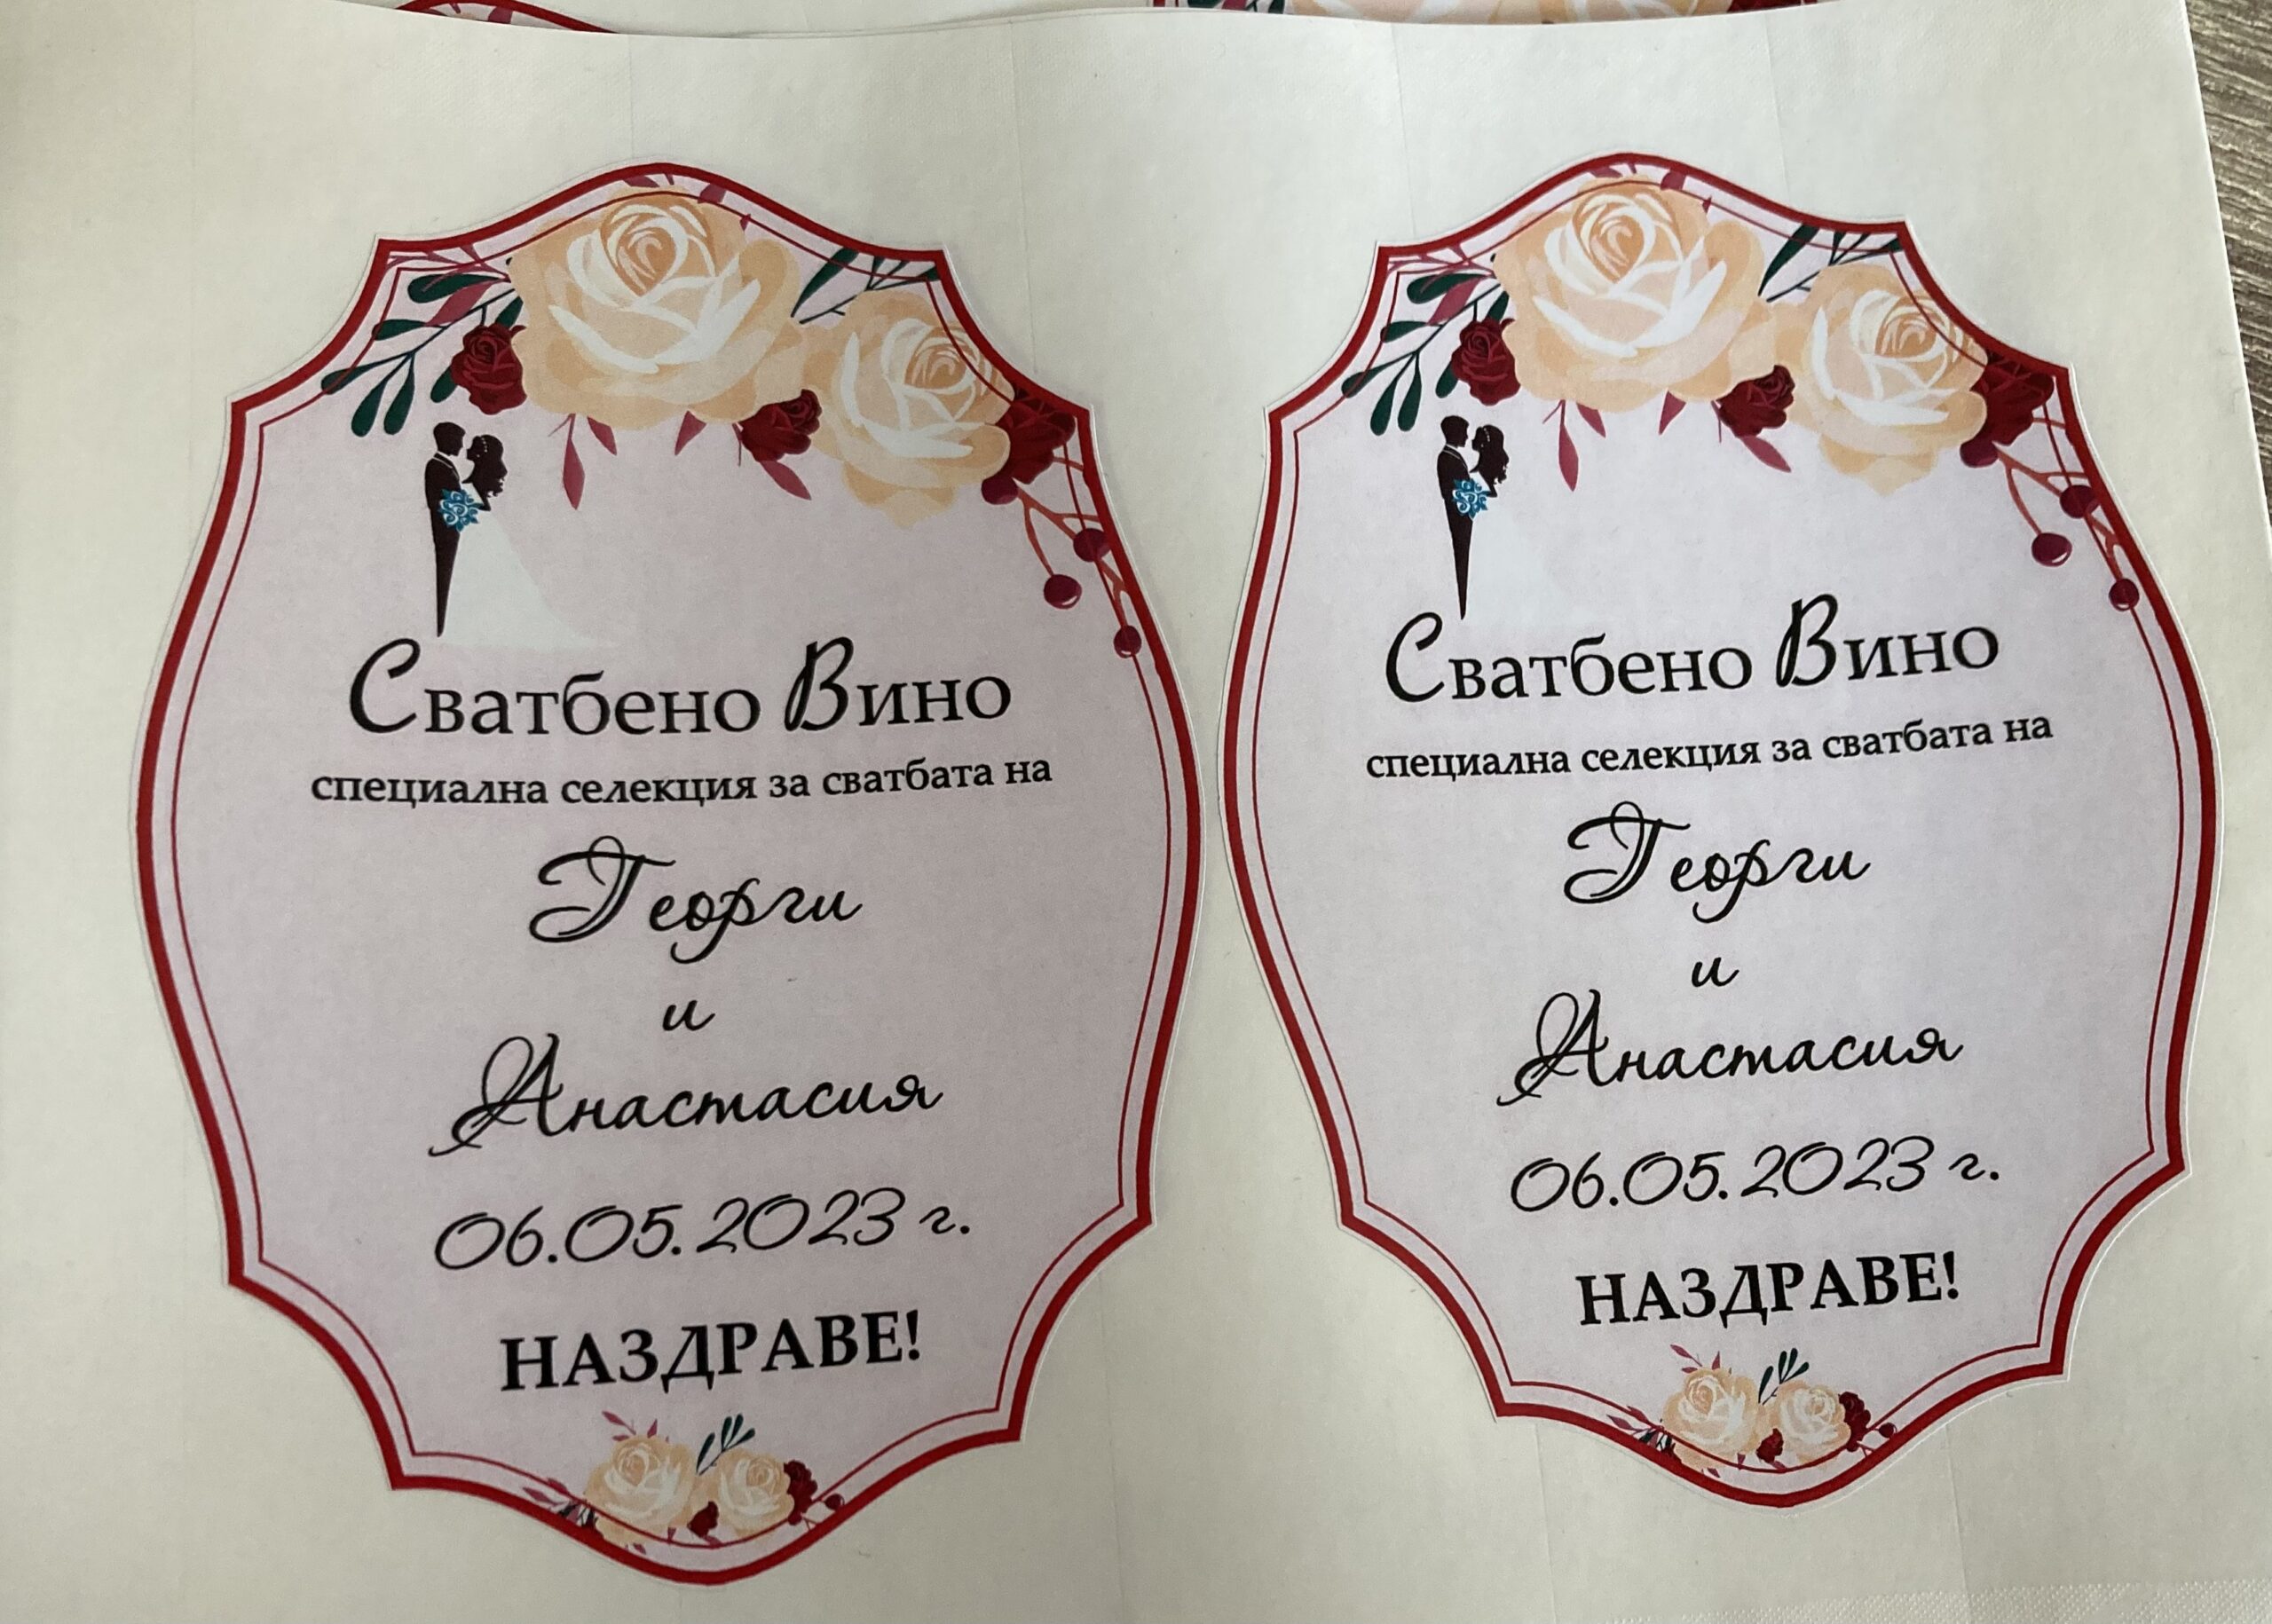 Сватбено Вино
специална селекция за сватбата на
Георги
и
Анастасия
06.05.2023 г.
НАЗДРАВЕ!
Сватбено Вино
специална селекция за сватбата на
Георги
и
Анастасия
06.05.2023 г.
НАЗДРАВЕ!